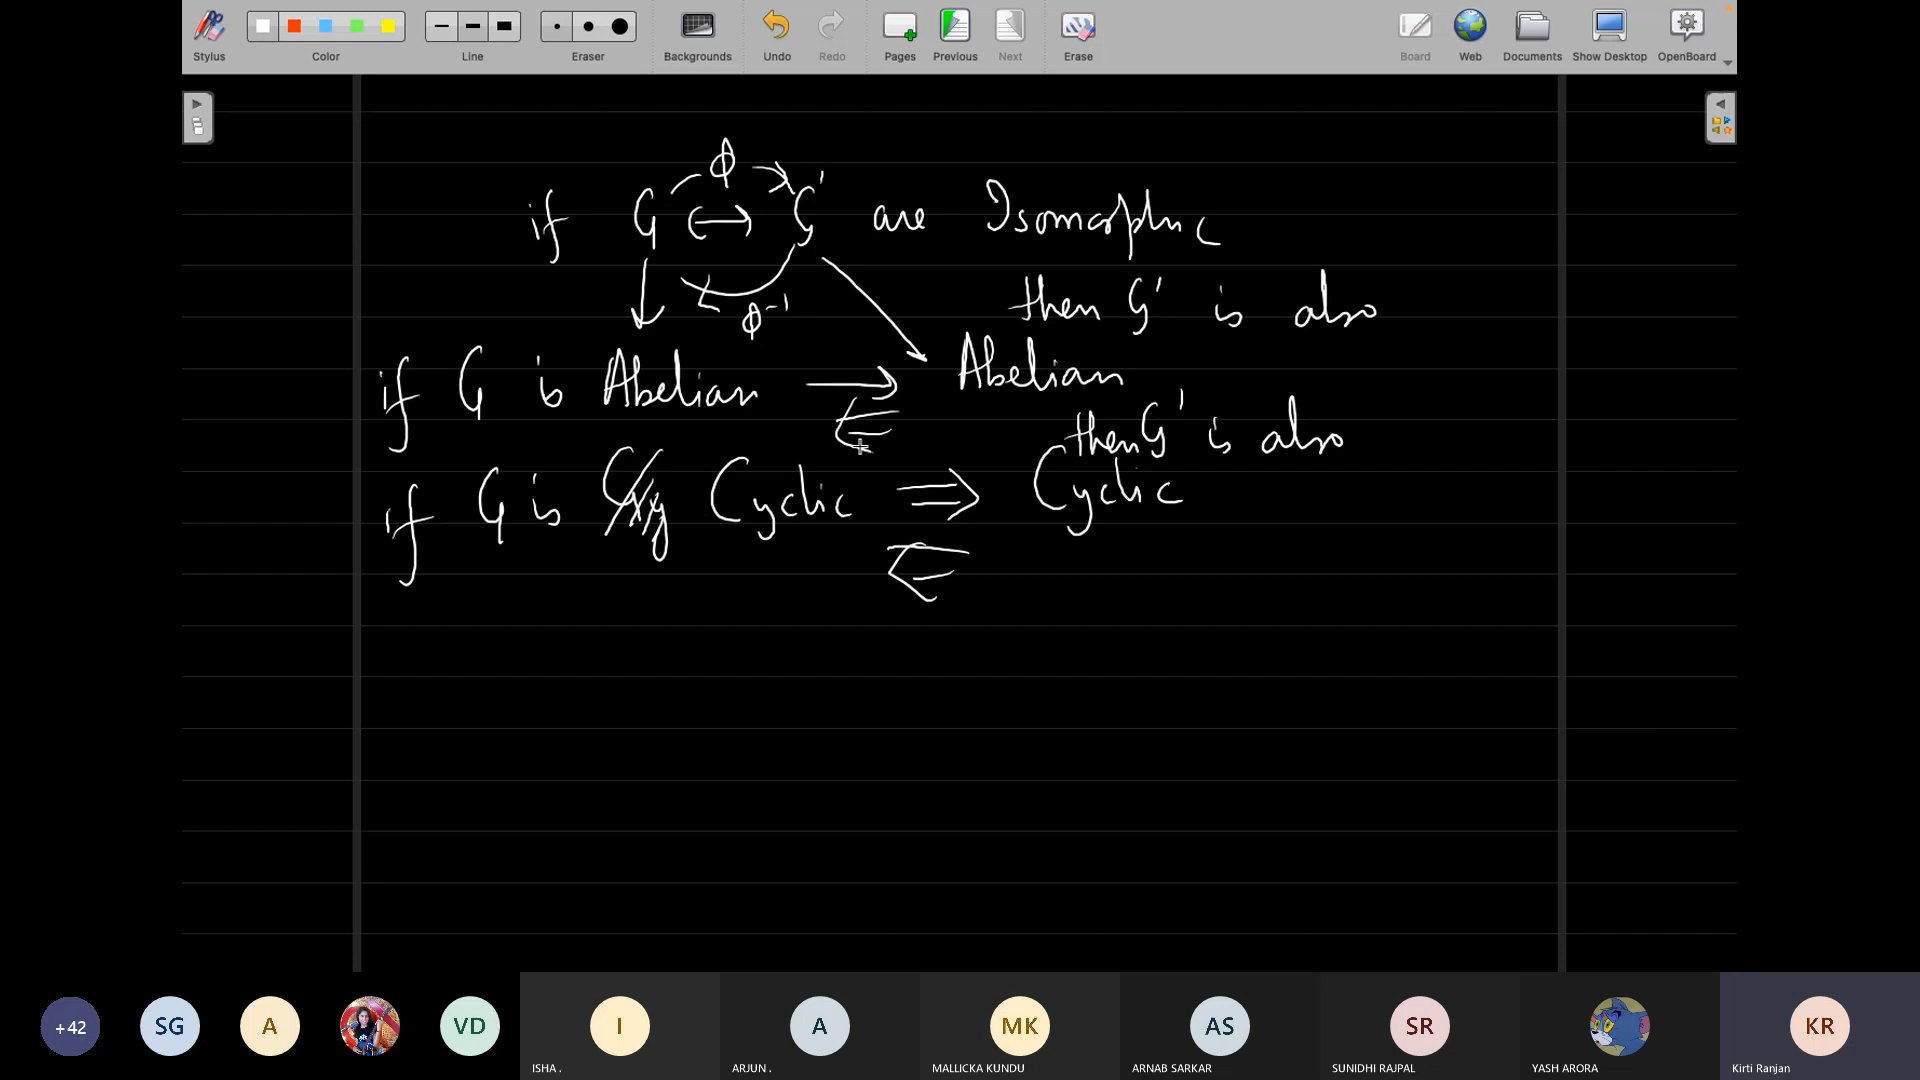 Stylus Color Line Eraser Backgrounds Undo Redo Pages Previous Next Erase Board Web Documents Show Desktop OpenBoard
ϕ
if G ↔ G' are Isomorphic
ϕ⁻¹
then G' is also
if G is Abelian → Abelian
⇐
then G' is also
if G is Cyclic ⇒ Cyclic
⇐
+42 SG A VD I A MK AS SR KR
ISHA . ARJUN . MALLICKA KUNDU ARNAB SARKAR SUNIDHI RAJPAL YASH ARORA Kirti Ranjan